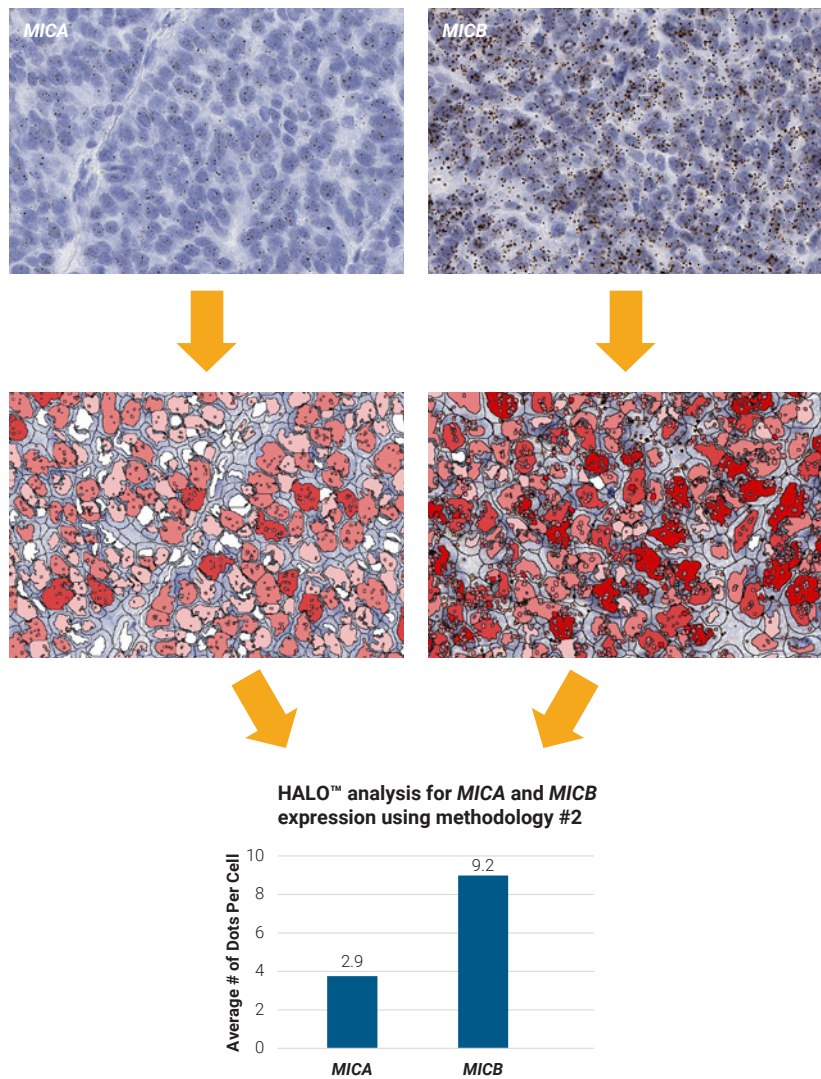 MICA
MICB
HALO™ analysis for MICA and MICB
expression using methodology #2
Average # of Dots Per Cell
10
8
6
4
2
0
2.9
9.2
MICA
MICB